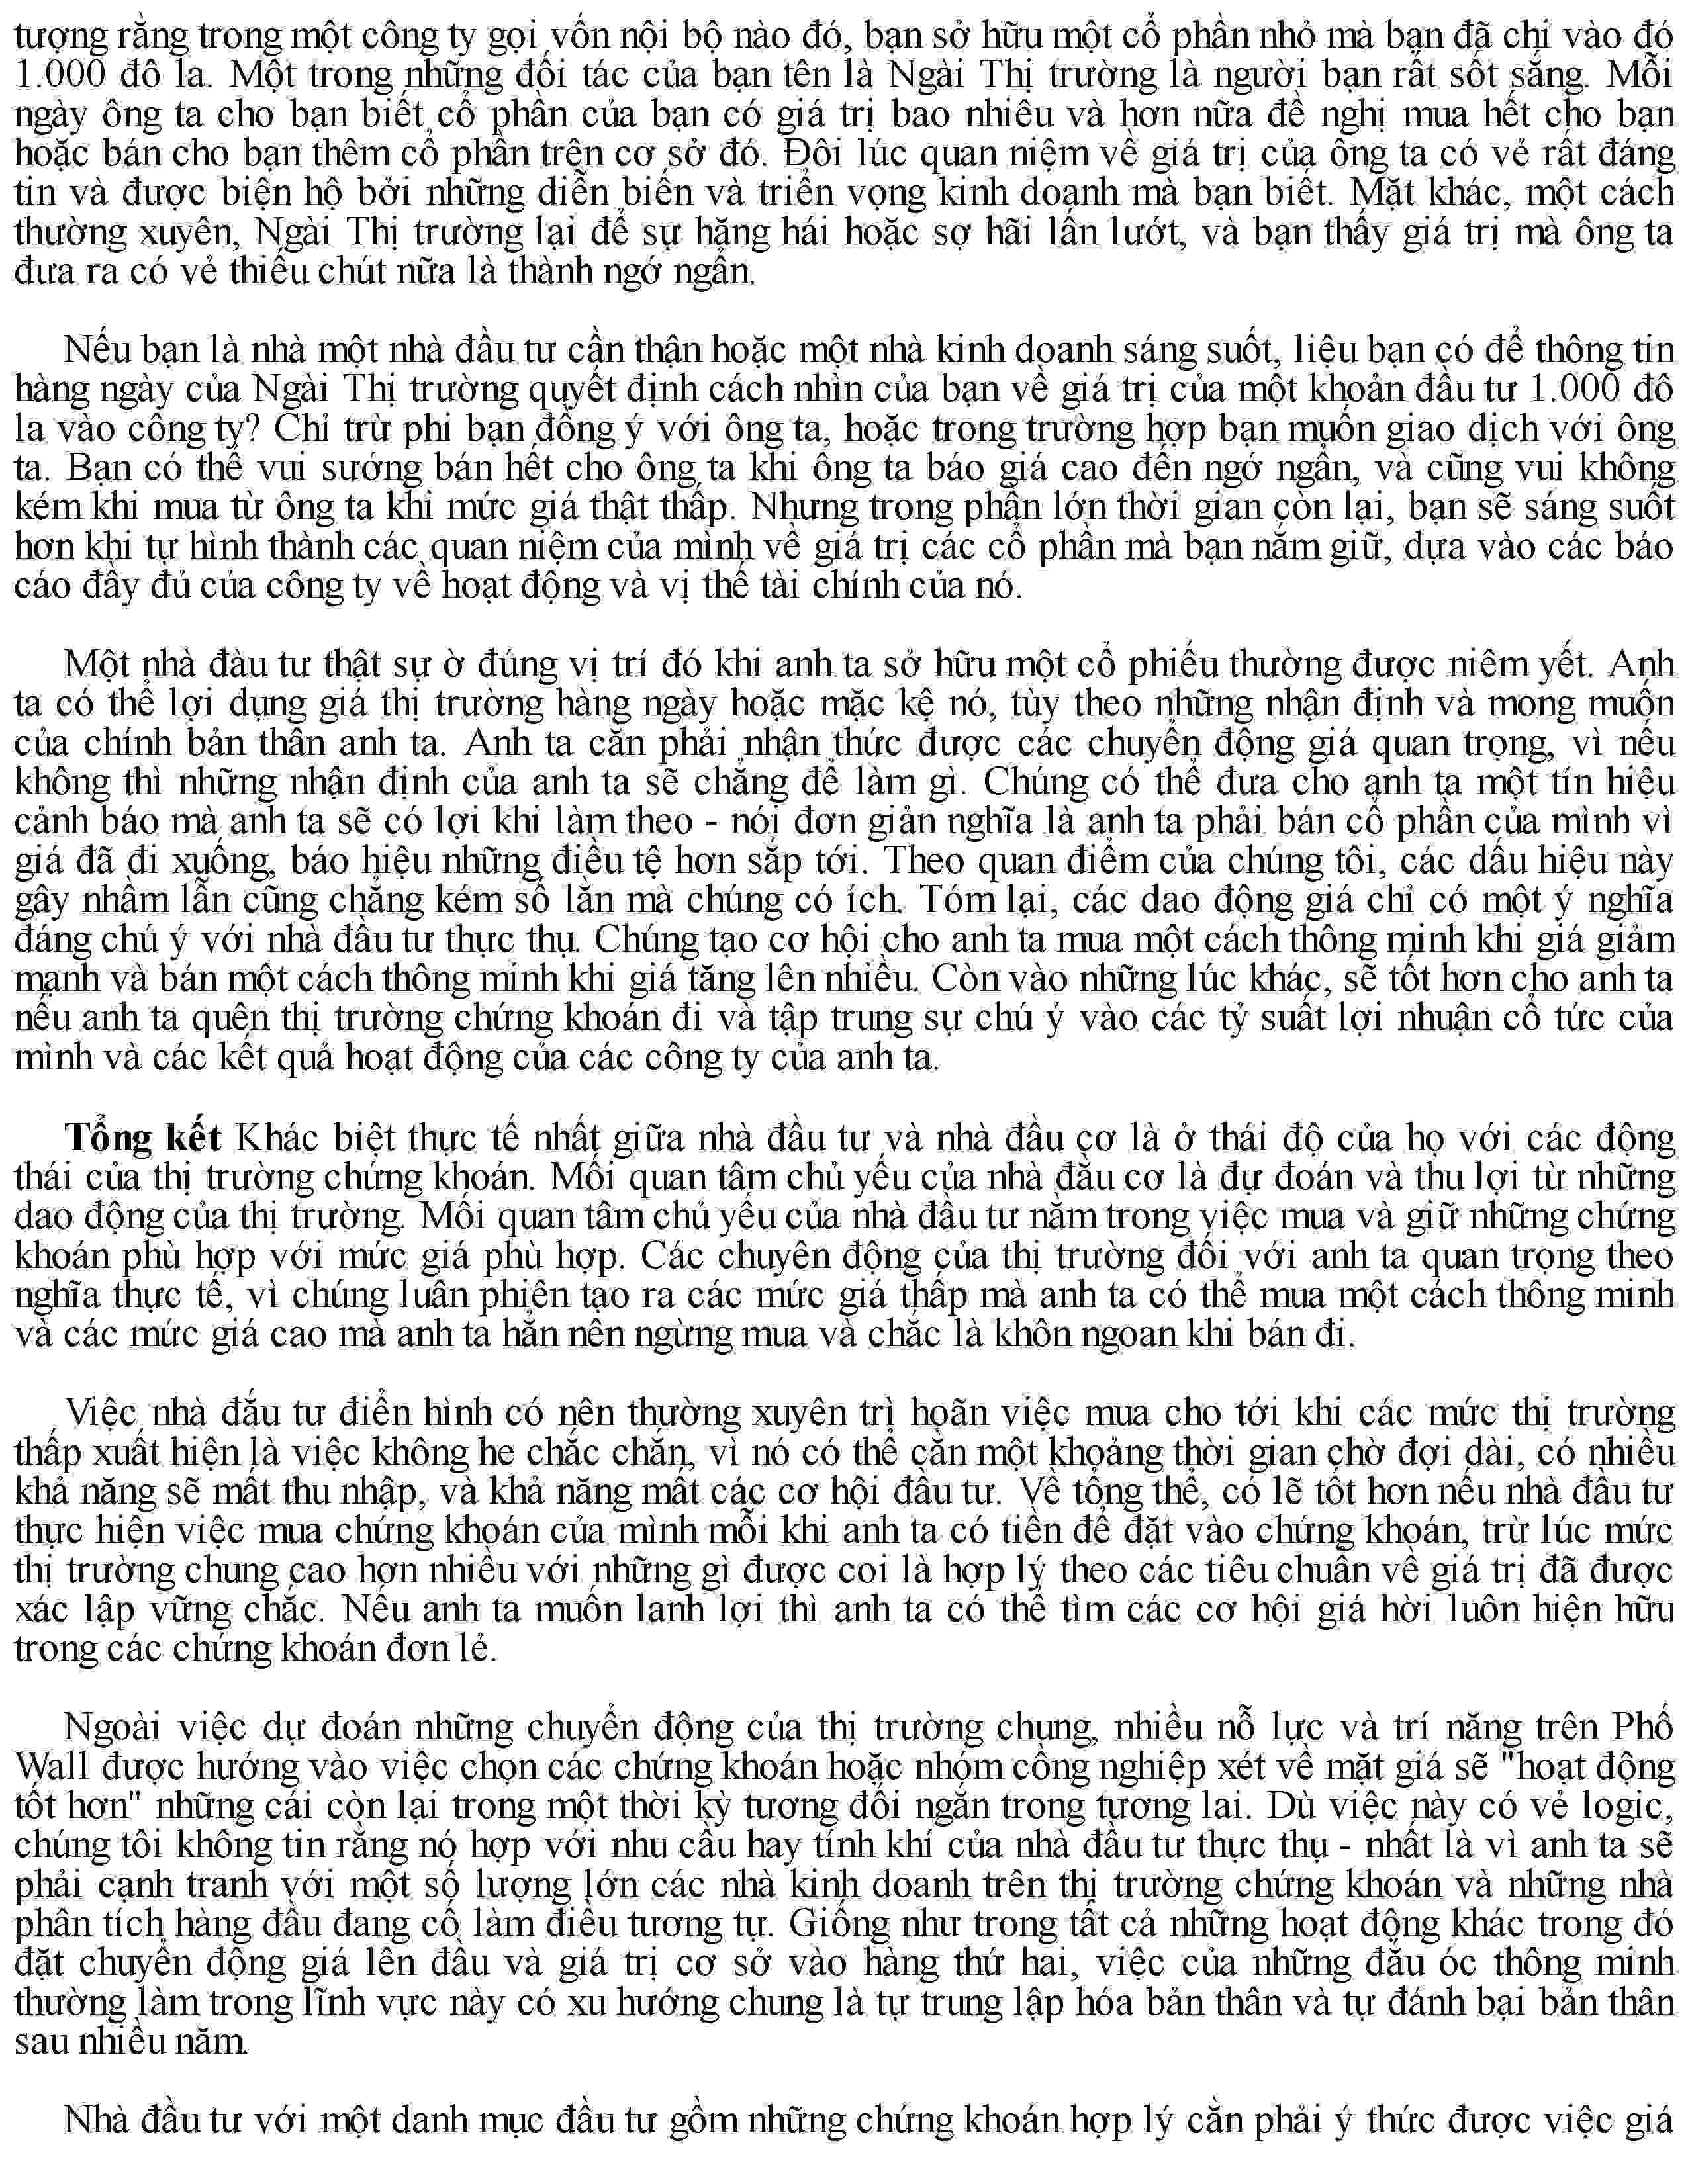 tượng rằng trong một công ty gọi vốn nội bộ nào đó, bạn sở hữu một cổ phần nhỏ mà bạn đã chi vào đó
1.000 đô la. Một trong những đối tác của bạn tên là Ngài Thị trường là người bạn rất sốt sắng. Mỗi
ngày ông ta cho bạn biết cổ phần của bạn có giá trị bao nhiêu và hơn nữa đề nghị mua hết cho bạn
hoặc bán cho bạn thêm cổ phần trên cơ sở đó. Đôi lúc quan niệm về giá trị của ông ta có vẻ rất đáng
tin và được biện hộ bởi những diễn biến và triển vọng kinh doanh mà bạn biết. Mặt khác, một cách
thường xuyên, Ngài Thị trường lại để sự hăng hái hoặc sợ hãi lấn lướt, và bạn thấy giá trị mà ông ta
đưa ra có vẻ thiếu chút nữa là thành ngớ ngẩn.
Nếu bạn là nhà một nhà đầu tư cẩn thận hoặc một nhà kinh doanh sáng suốt, liệu bạn có để thông tin
hàng ngày của Ngài Thị trường quyết định cách nhìn của bạn về giá trị của một khoản đầu tư 1.000 đô
la vào công ty? Chỉ trừ phi bạn đồng ý với ông ta, hoặc trong trường hợp bạn muốn giao dịch với ông
ta. Bạn có thể vui sướng bán hết cho ông ta khi ông ta báo giá cao đến ngớ ngẩn, và cũng vui không
kém khi mua từ ông ta khi mức giá thật thấp. Nhưng trong phần lớn thời gian còn lại, bạn sẽ sáng suốt
hơn khi tự hình thành các quan niệm của mình về giá trị các cổ phần mà bạn nắm giữ, dựa vào các báo
cáo đầy đủ của công ty về hoạt động và vị thế tài chính của nó.
Một nhà đàu tư thật sự ờ đúng vị trí đó khi anh ta sở hữu một cổ phiếu thường được niêm yết. Anh
ta có thể lợi dụng giá thị trường hàng ngày hoặc mặc kệ nó, tùy theo những nhận định và mong muốn
của chính bản thân anh ta. Anh ta cần phải nhận thức được các chuyển động giá quan trọng, vì nếu
không thì những nhận định của anh ta sẽ chẳng để làm gì. Chúng có thể đưa cho anh ta một tín hiệu
cảnh báo mà anh ta sẽ có lợi khi làm theo - nói đơn giản nghĩa là anh ta phải bán cổ phần của mình vì
giá đã đi xuống, báo hiệu những điều tệ hơn sắp tới. Theo quan điểm của chúng tôi, các dấu hiệu này
gây nhầm lẫn cũng chẳng kém số lần mà chúng có ích. Tóm lại, các dao động giá chỉ có một ý nghĩa
đáng chú ý với nhà đầu tư thực thụ. Chúng tạo cơ hội cho anh ta mua một cách thông minh khi giá giảm
mạnh và bán một cách thông minh khi giá tăng lên nhiều. Còn vào những lúc khác, sẽ tốt hơn cho anh ta
nếu anh ta quên thị trường chứng khoán đi và tập trung sự chú ý vào các tỷ suất lợi nhuận cổ tức của
mình và các kết quả hoạt động của các công ty của anh ta.
Tổng kết Khác biệt thực tế nhất giữa nhà đầu tư và nhà đầu cơ là ở thái độ của họ với các động
thái của thị trường chứng khoán. Mối quan tâm chủ yếu của nhà đầu cơ là dự đoán và thu lợi từ những
dao động của thị trường. Mối quan tâm chủ yếu của nhà đầu tư nằm trong việc mua và giữ những chứng
khoán phù hợp với mức giá phù hợp. Các chuyên động của thị trường đối với anh ta quan trọng theo
nghĩa thực tế, vì chúng luân phiên tạo ra các mức giá thấp mà anh ta có thể mua một cách thông minh
và các mức giá cao mà anh ta hẳn nên ngừng mua và chắc là khôn ngoan khi bán đi.
Việc nhà đắu tư điển hình có nên thường xuyên trì hoãn việc mua cho tới khi các mức thị trường
thấp xuất hiện là việc không he chắc chắn, vì nó có thể cần một khoảng thời gian chờ đợi dài, có nhiều
khả năng sẽ mất thu nhập, và khả năng mất các cơ hội đầu tư. Về tổng thể, có lẽ tốt hơn nếu nhà đầu tư
thực hiện việc mua chứng khoán của mình mỗi khi anh ta có tiền để đặt vào chứng khoán, trừ lúc mức
thị trường chung cao hơn nhiều với những gì được coi là hợp lý theo các tiêu chuẩn về giá trị đã được
xác lập vững chắc. Nếu anh ta muốn lanh lợi thì anh ta có thể tìm các cơ hội giá hời luôn hiện hữu
trong các chứng khoán đơn lẻ.
Ngoài việc dự đoán những chuyển động của thị trường chung, nhiều nỗ lực và trí năng trên Phố
Wall được hướng vào việc chọn các chứng khoán hoặc nhóm công nghiệp xét về mặt giá sẽ "hoạt động
tốt hơn" những cái còn lại trong một thời kỳ tương đối ngắn trong tương lai. Dù việc này có vẻ logic,
chúng tôi không tin rằng nó hợp với nhu cầu hay tính khí của nhà đầu tư thực thụ - nhất là vì anh ta sẽ
phải cạnh tranh với một số lượng lớn các nhà kinh doanh trên thị trường chứng khoán và những nhà
phân tích hàng đầu đang cố làm điều tương tự. Giống như trong tất cả những hoạt động khác trong đó
đặt chuyển động giá lên đầu và giá trị cơ sở vào hàng thứ hai, việc của những đầu óc thông minh
thường làm trong lĩnh vực này có xu hướng chung là tự trung lập hóa bản thân và tự đánh bại bản thân
sau nhiều năm.
Nhà đầu tư với một danh mục đầu tư gồm những chứng khoán hợp lý cần phải ý thức được việc giá